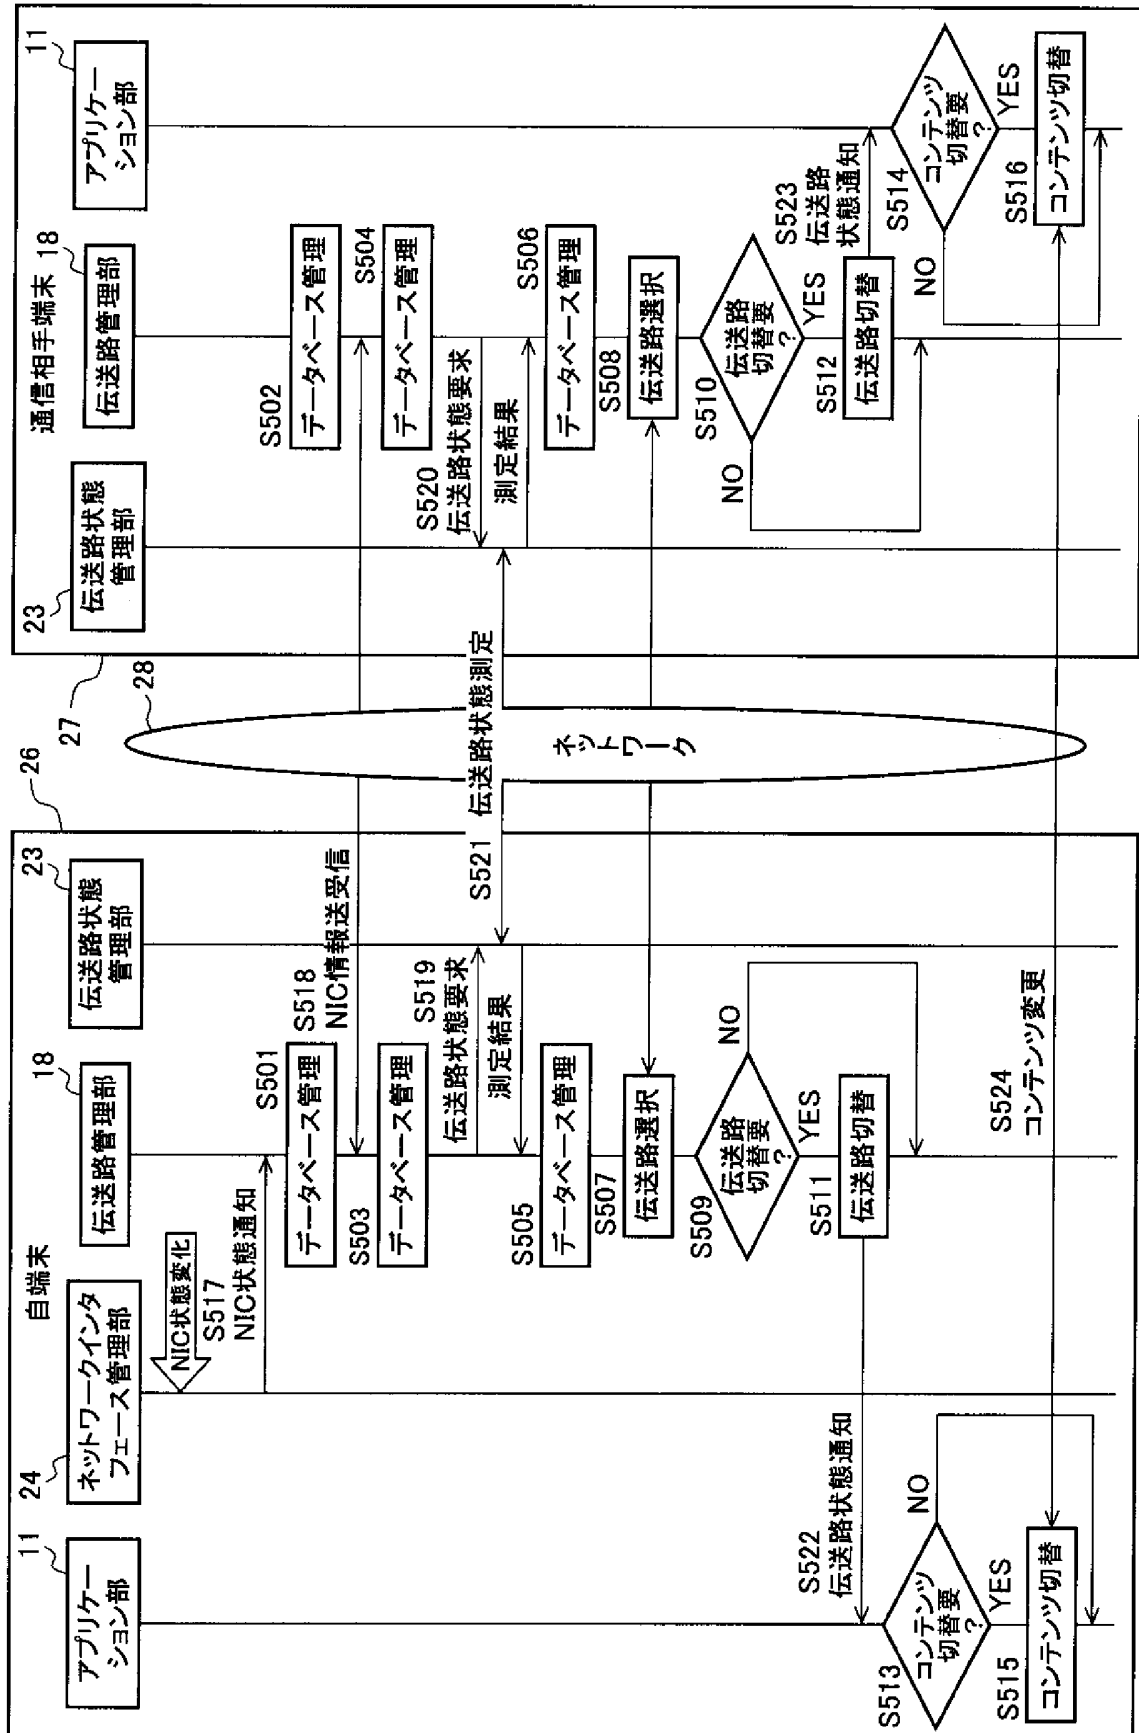 自端末
26
11
アプリケー
ション部
24
ネットワークインタ
フェース管理部
18
伝送路管理部
23
伝送路状態
管理部
NIC状態変化
S517
NIC状態通知
S501
データベース管理
S518
NIC情報送受信
S503
データベース管理
S519
伝送路状態要求
測定結果
S521 伝送路状態測定
S505
データベース管理
S507
伝送路選択
S509
伝送路
切替要
?
NO
YES
S511
伝送路切替
S522
伝送路状態通知
S513
コンテンツ
切替要
?
NO
YES
S515
コンテンツ切替
S524
コンテンツ変更
28
ネットワーク
27
通信相手端末
23
伝送路状態
管理部
18
伝送路管理部
11
アプリケー
ション部
S502
データベース管理
S504
データベース管理
S520
伝送路状態要求
測定結果
S506
データベース管理
S508
伝送路選択
S510
伝送路
切替要
?
NO
YES
S512
伝送路切替
S523
伝送路
状態通知
S514
コンテンツ
切替要
?
NO
YES
S516
コンテンツ切替